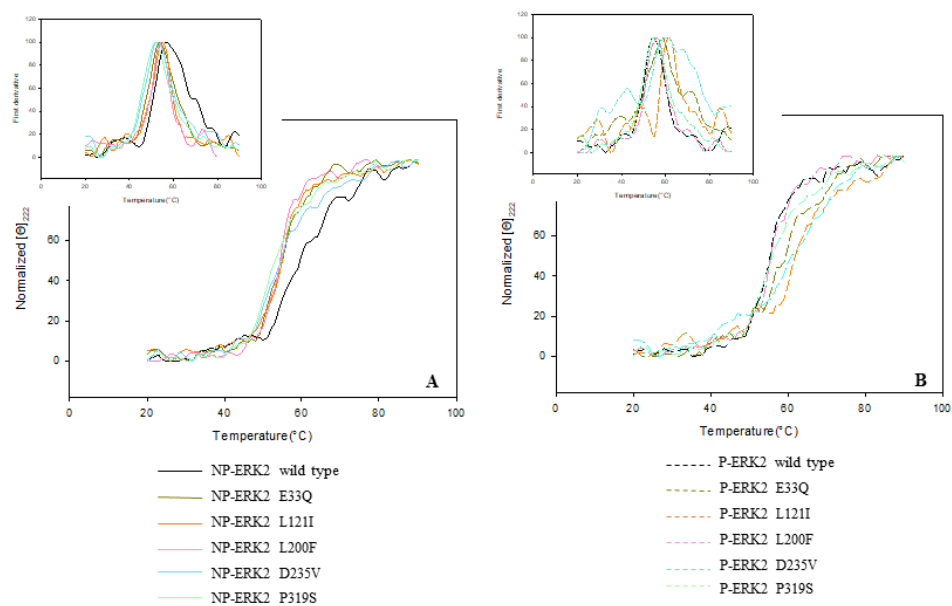 120
100
80
60
40
20
0
First derivative
0
20
40
60
80
100
Temperature(°C)
60
40
20
0
Normalized [Θ]222
A
0
20
40
60
80
100
Temperature(°C)
NP-ERK2 wild type
NP-ERK2 E33Q
NP-ERK2 L121I
NP-ERK2 L200F
NP-ERK2 D235V
NP-ERK2 P319S
120
100
80
60
40
20
0
First derivative
0
20
40
60
80
100
Temperature(°C)
60
40
20
0
Normalized [Θ]222
B
0
20
40
60
80
100
Temperature(°C)
P-ERK2 wild type
P-ERK2 E33Q
P-ERK2 L121I
P-ERK2 L200F
P-ERK2 D235V
P-ERK2 P319S